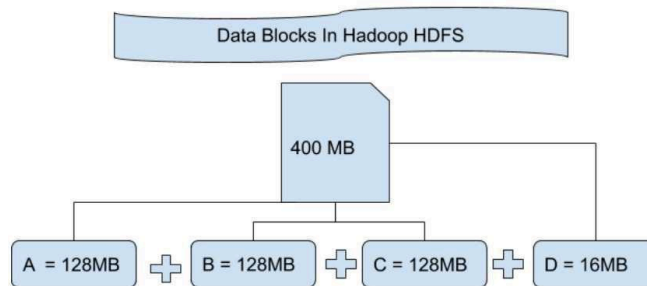 Data Blocks In Hadoop HDFS
400 MB
A = 128MB
B = 128MB
C = 128MB
D = 16MB